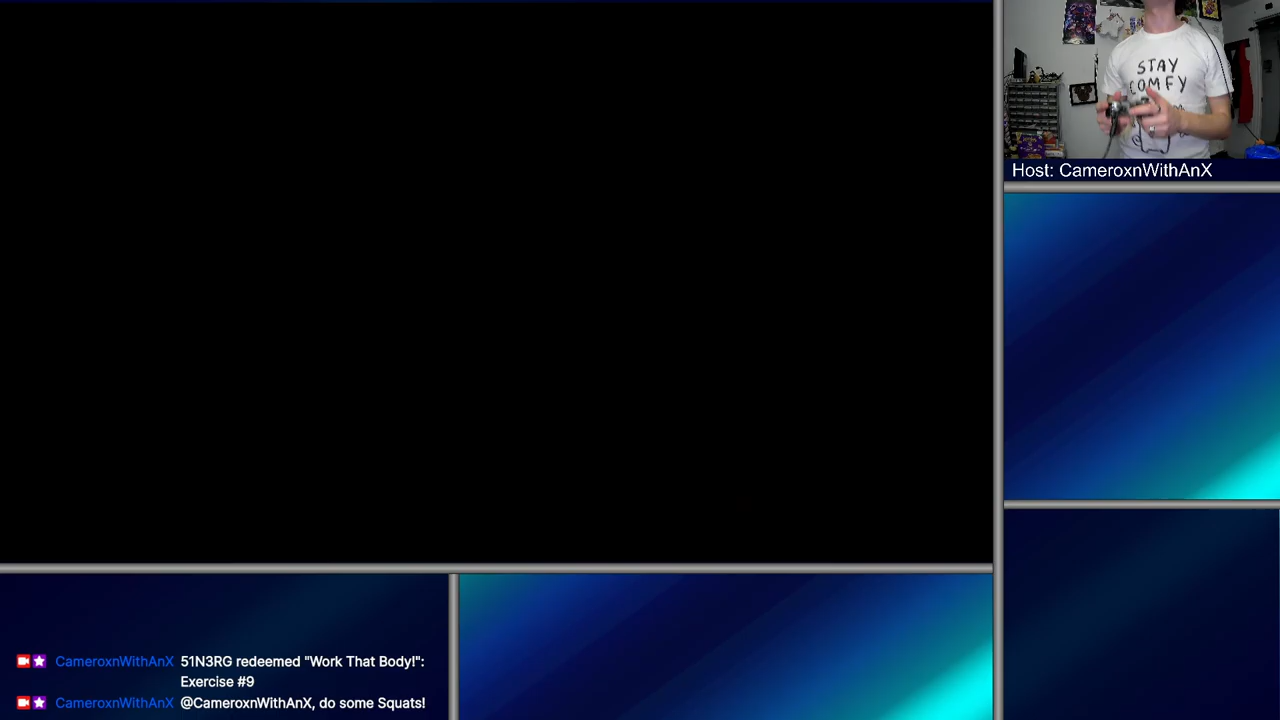 STAY
COMFY
Host: CameroxnWithAnX
CameroxnWithAnX 51N3RG redeemed "Work That Body!":
Exercise #9
CameroxnWithAnX @CameroxnWithAnX, do some Squats!